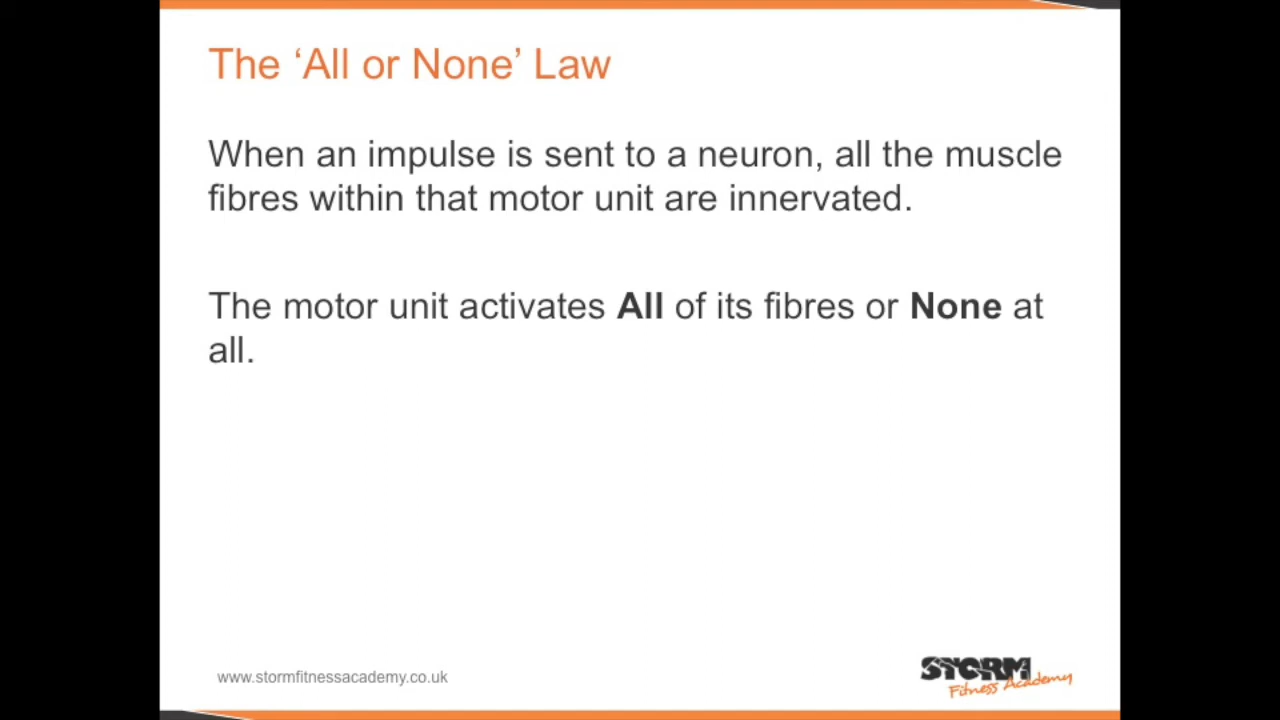 The ‘All or None’ Law
When an impulse is sent to a neuron, all the muscle
fibres within that motor unit are innervated.
The motor unit activates All of its fibres or None at
all.
www.stormfitnessacademy.co.uk
STORM
Fitness Academy